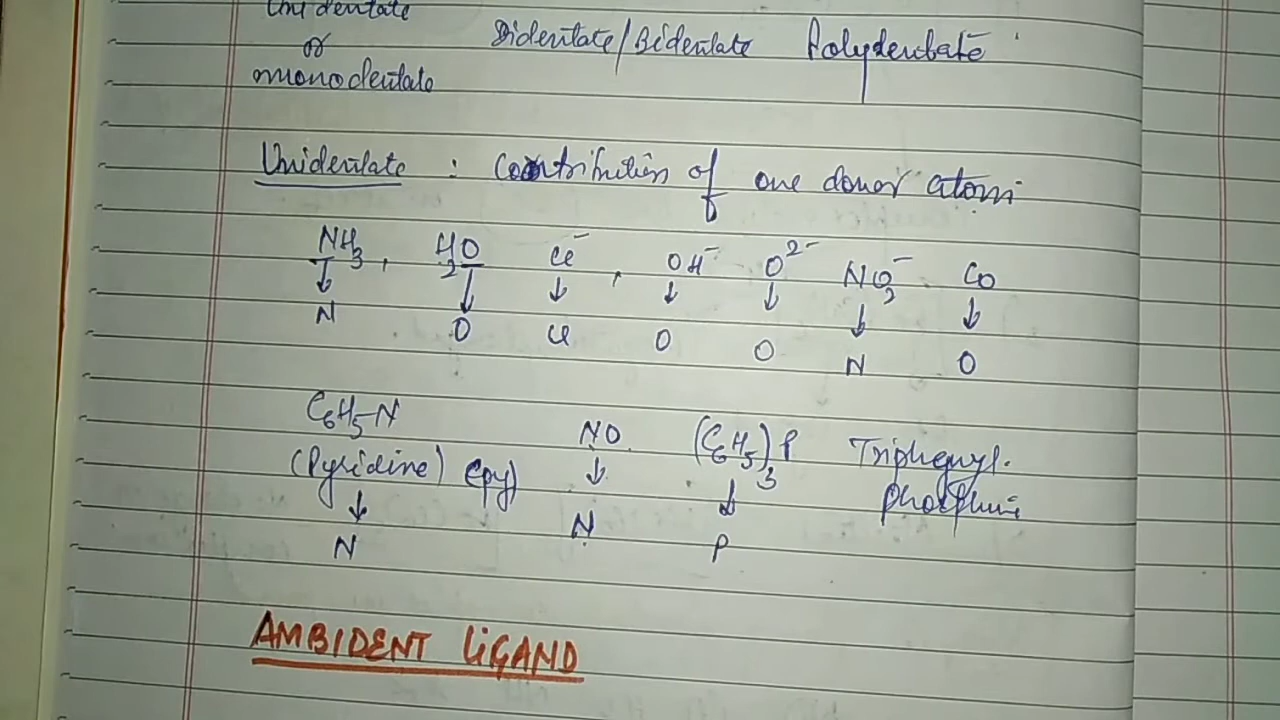 Unidentate
or
monodentate
Didentate/Bidentate
Polydentate
Unidentate : Contribution of one donor atom
NH3, H2O Cl⁻, OH⁻ O²⁻ NO2⁻ CO
↓ ↓ ↓ ↓ ↓ ↓ ↓
N O Cl O O N O
C6H5-N
(Pyridine) (py)
↓
N
NO
↓
N
(C6H5)3P
↓
P
Triphenyl.
phosphine
AMBIDENT LIGAND